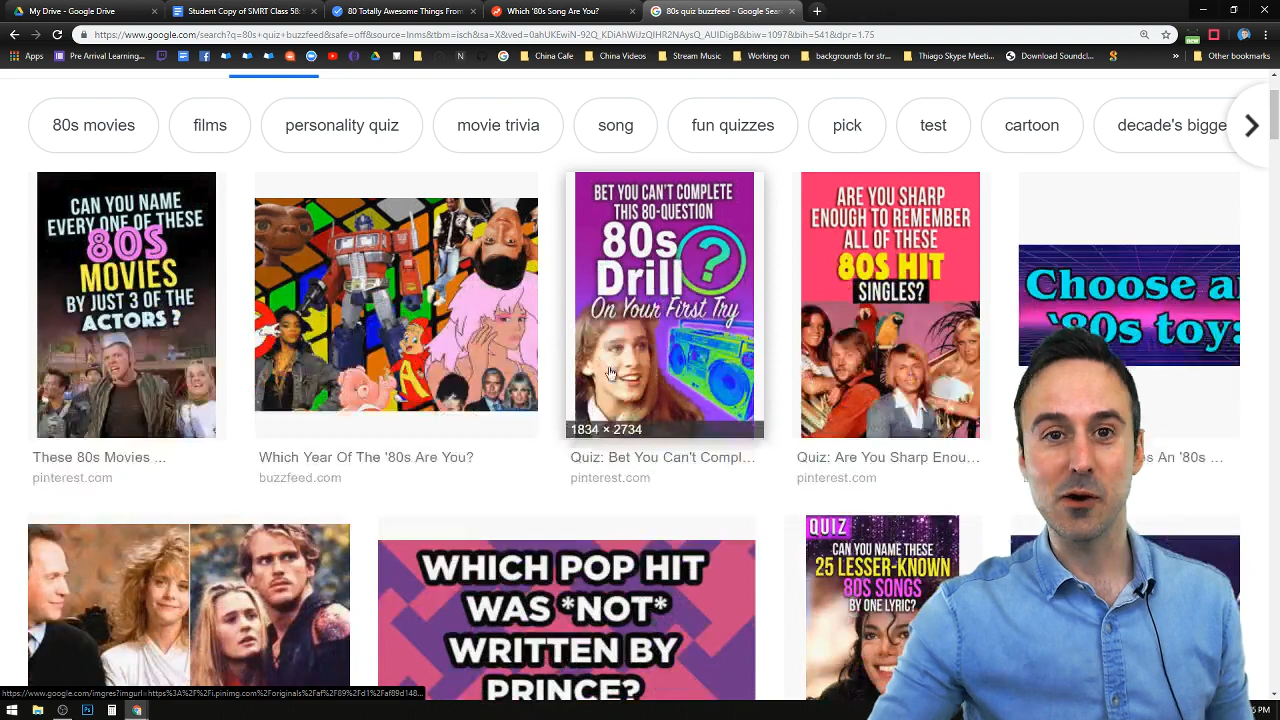 My Drive - Google Drive
Student Copy of SMRT Class 58:
80 Totally Awesome Things From
Which '80s Song Are You?
80s quiz buzzfeed - Google Sear
Apps
Pre Arrival Learning...
China Cafe
China Videos
Stream Music
Working on
backgrounds for str...
Thiago Skype Meeti...
Download Soundcl...
Other bookmarks
80s movies
films
personality quiz
movie trivia
song
fun quizzes
pick
test
cartoon
decade's bigge
CAN YOU NAME
EVERY ONE OF THESE
80S
MOVIES
BY JUST 3 OF THE
ACTORS ?
BET YOU CAN'T COMPLETE
THIS 80-QUESTION
80s
Drill
?
On Your First Try
1834 × 2734
ARE YOU SHARP
ENOUGH TO REMEMBER
ALL OF THESE
80S HIT
SINGLES?
Choose a
'80s toy:
These 80s Movies ...
pinterest.com
Which Year Of The '80s Are You?
buzzfeed.com
Quiz: Bet You Can't Compl...
pinterest.com
Quiz: Are You Sharp Enou...
pinterest.com
s An '80s ...
WHICH POP HIT
WAS *NOT*
WRITTEN BY
PRINCE?
QUIZ
CAN YOU NAME THESE
25 LESSER-KNOWN
80S SONGS
BY ONE LYRIC?